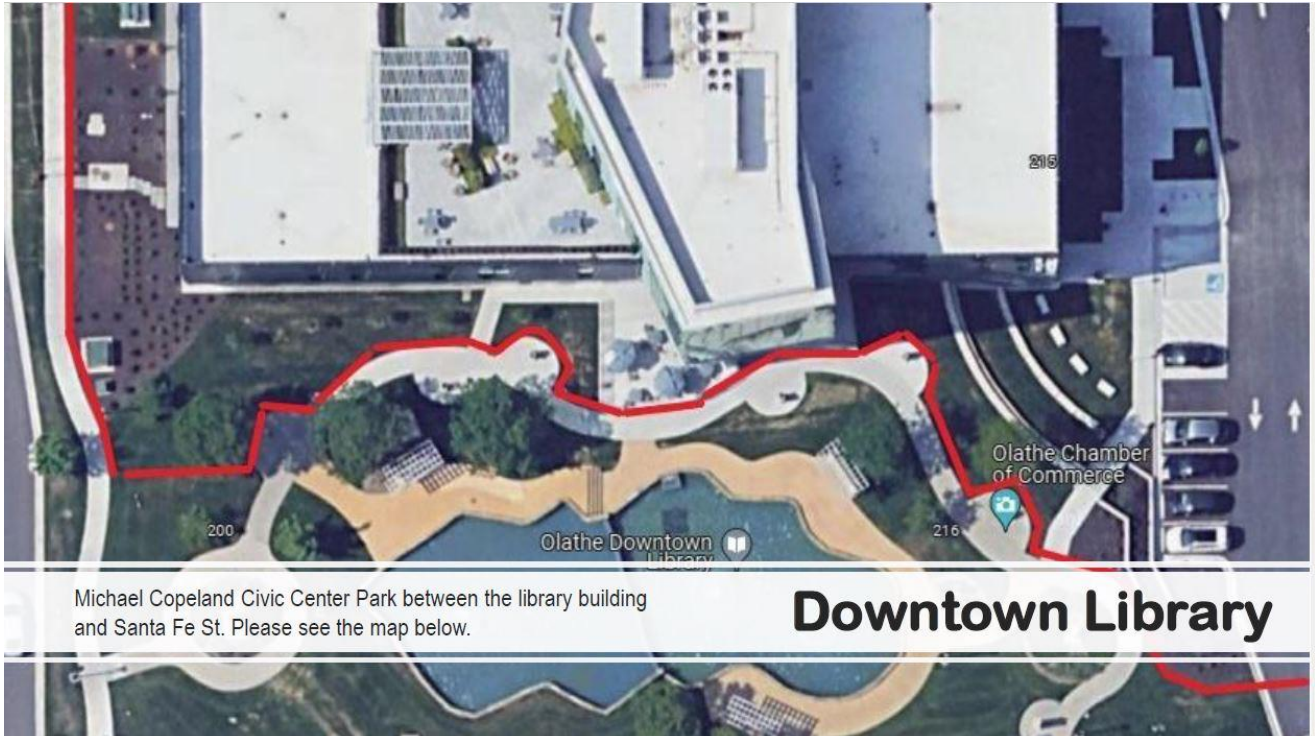 215
Olathe Chamber
of Commerce
200
216
Olathe Downtown
Library
Michael Copeland Civic Center Park between the library building
and Santa Fe St. Please see the map below.
Downtown Library